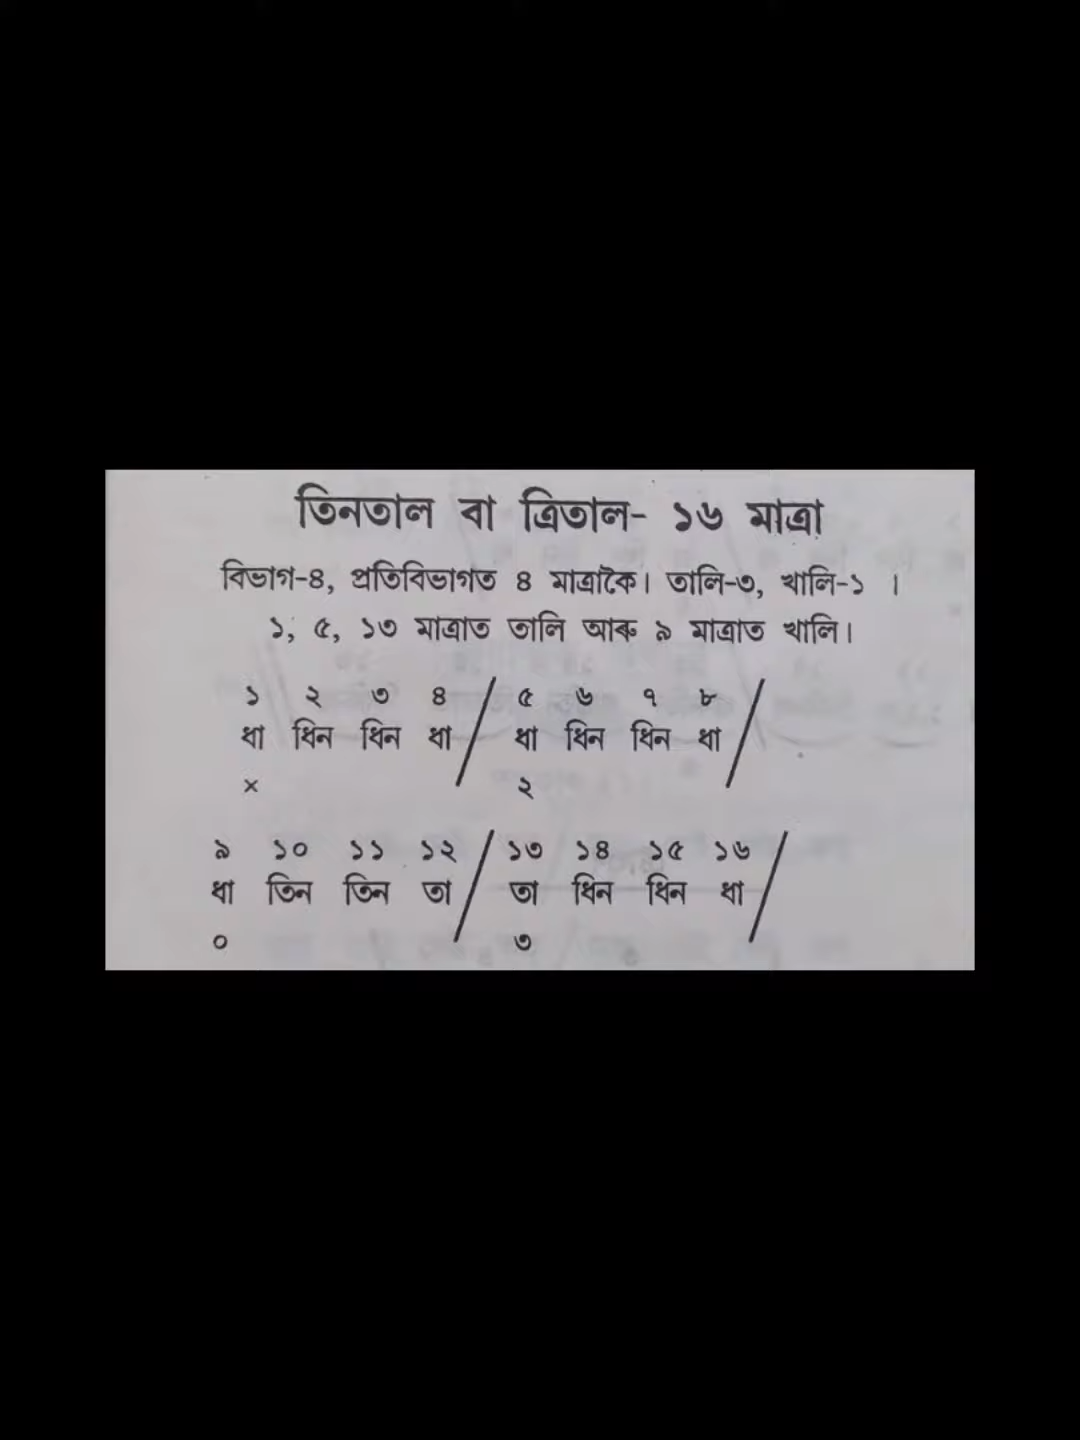 তিনতাল বা ত্রিতাল- ১৬ মাত্রা
বিভাগ-৪, প্রতিবিভাগত ৪ মাত্ৰাকৈ। তালি-৩, খালি-১ ।
১, ৫, ১৩ মাত্ৰাত তালি আৰু ৯ মাত্ৰাত খালি।
১ ২ ৩ ৪ / ৫ ৬ ৭ ৮ /
ধা ধিন ধিন ধা ধা ধিন ধিন ধা
× ২
৯ ১০ ১১ ১২ / ১৩ ১৪ ১৫ ১৬ /
ধা তিন তিন তা তা ধিন ধিন ধা
০ ৩